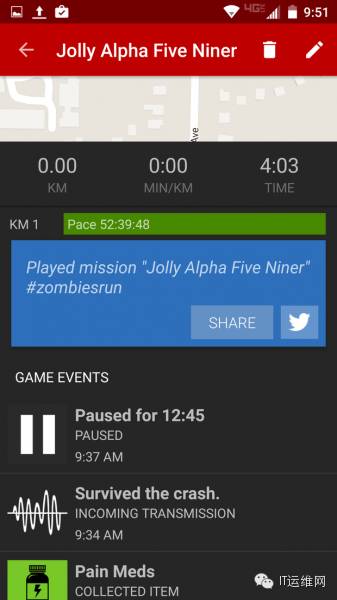 4G
9:51
Jolly Alpha Five Niner
Ave
0.00
0:00
4:03
KM
MIN/KM
TIME
KM 1
Pace 52:39:48
Played mission "Jolly Alpha Five Niner"
#zombiesrun
SHARE
GAME EVENTS
Paused for 12:45
PAUSED
9:37 AM
Survived the crash.
INCOMING TRANSMISSION
9:34 AM
Pain Meds
COLLECTED ITEM
IT运维网